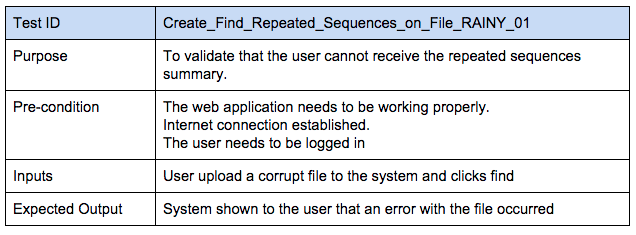 Test ID Create_Find_Repeated_Sequences_on_File_RAINY_01
Purpose To validate that the user cannot receive the repeated sequences
summary.
Pre-condition The web application needs to be working properly.
Internet connection established.
The user needs to be logged in
Inputs User upload a corrupt file to the system and clicks find
Expected Output System shown to the user that an error with the file occurred